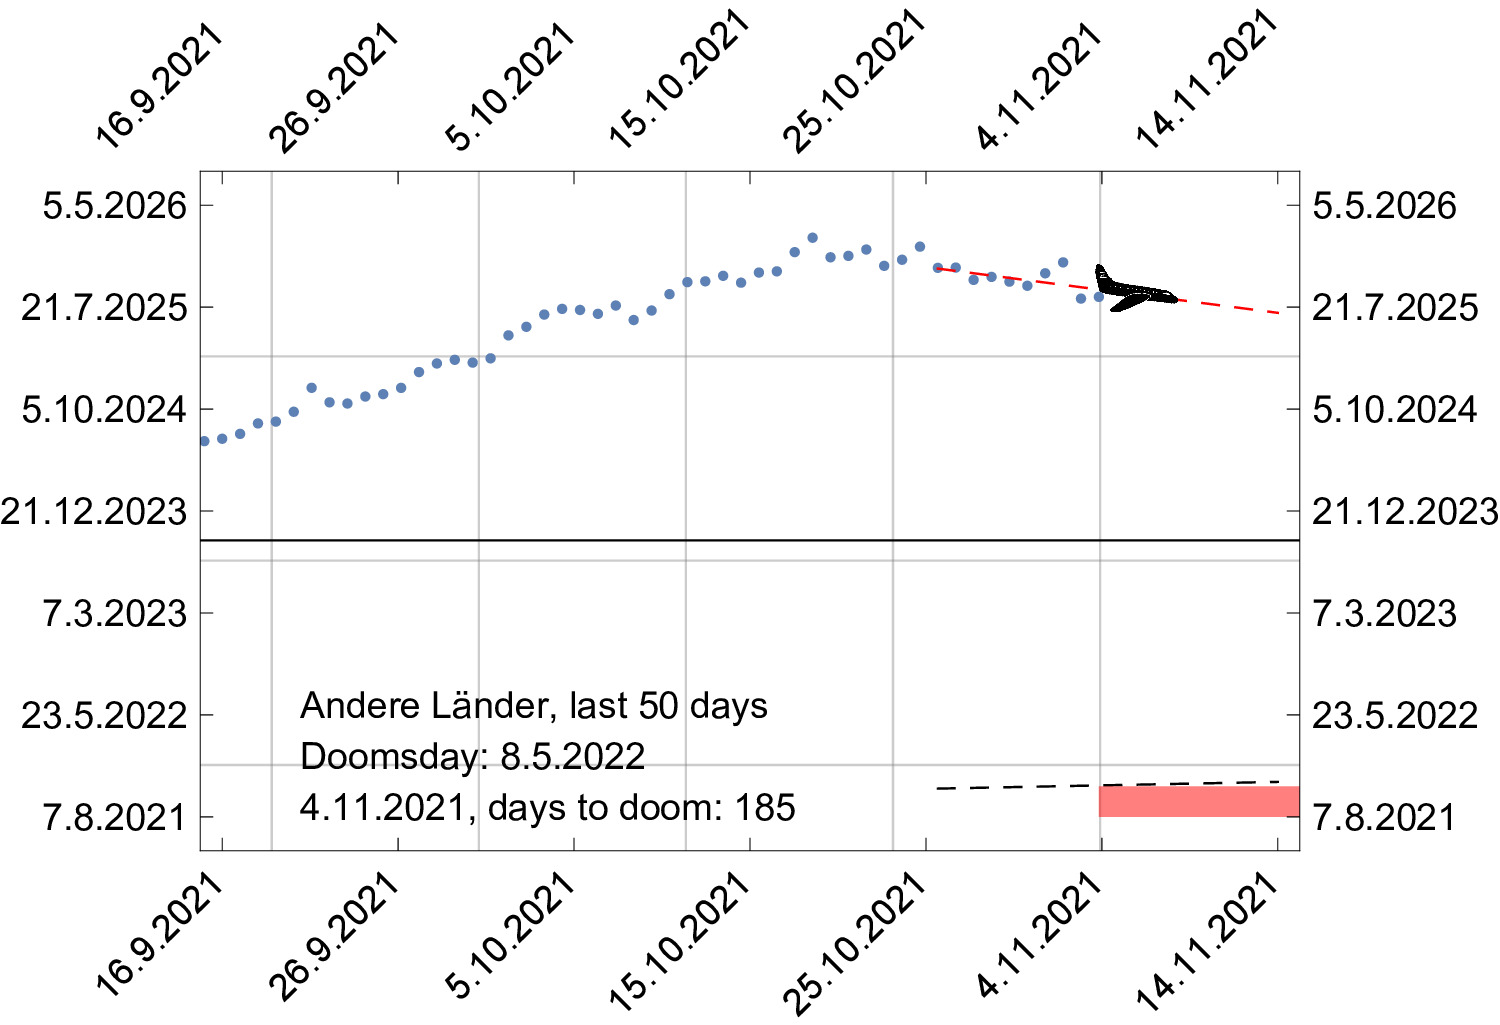 16.9.2021 26.9.2021 5.10.2021 15.10.2021 25.10.2021 4.11.2021 14.11.2021
5.5.2026 5.5.2026
21.7.2025 21.7.2025
5.10.2024 5.10.2024
21.12.2023 21.12.2023
7.3.2023 7.3.2023
23.5.2022 23.5.2022
7.8.2021 7.8.2021
Andere Länder, last 50 days
Doomsday: 8.5.2022
4.11.2021, days to doom: 185
16.9.2021 26.9.2021 5.10.2021 15.10.2021 25.10.2021 4.11.2021 14.11.2021